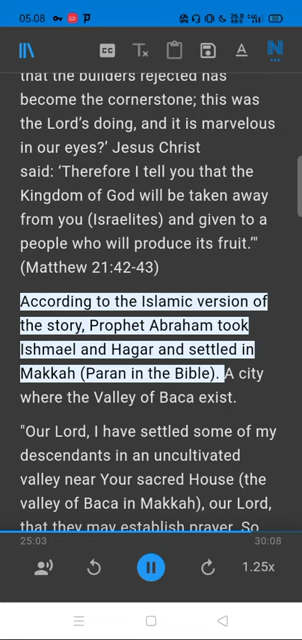 05.08
CC
that the builders rejected has
become the cornerstone; this was
the Lord's doing, and it is marvelous
in our eyes?' Jesus Christ
said: 'Therefore I tell you that the
Kingdom of God will be taken away
from you (Israelites) and given to a
people who will produce its fruit.'"
(Matthew 21:42-43)
According to the Islamic version of
the story, Prophet Abraham took
Ishmael and Hagar and settled in
Makkah (Paran in the Bible). A city
where the Valley of Baca exist.
"Our Lord, I have settled some of my
descendants in an uncultivated
valley near Your sacred House (the
valley of Baca in Makkah), our Lord,
that they may establish prayer. So
25:03 30:08
1.25x